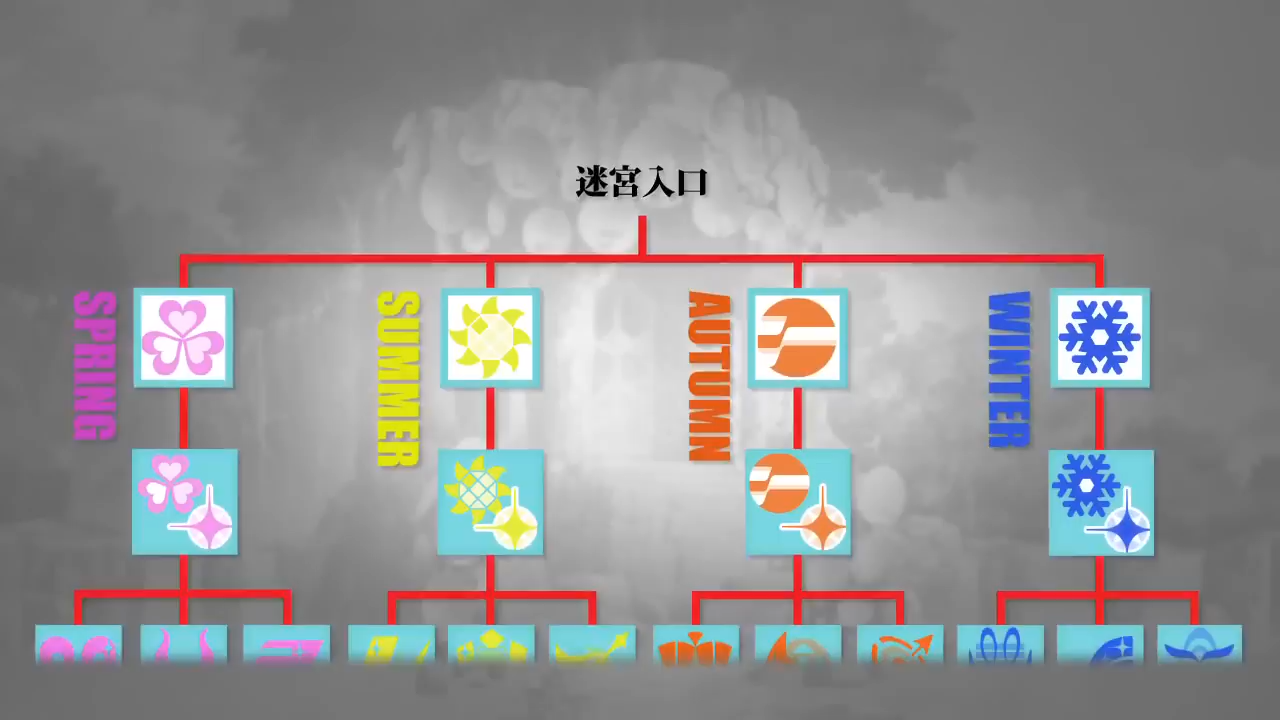 迷宮入口
SPRING
SUMMER
AUTUMN
WINTER